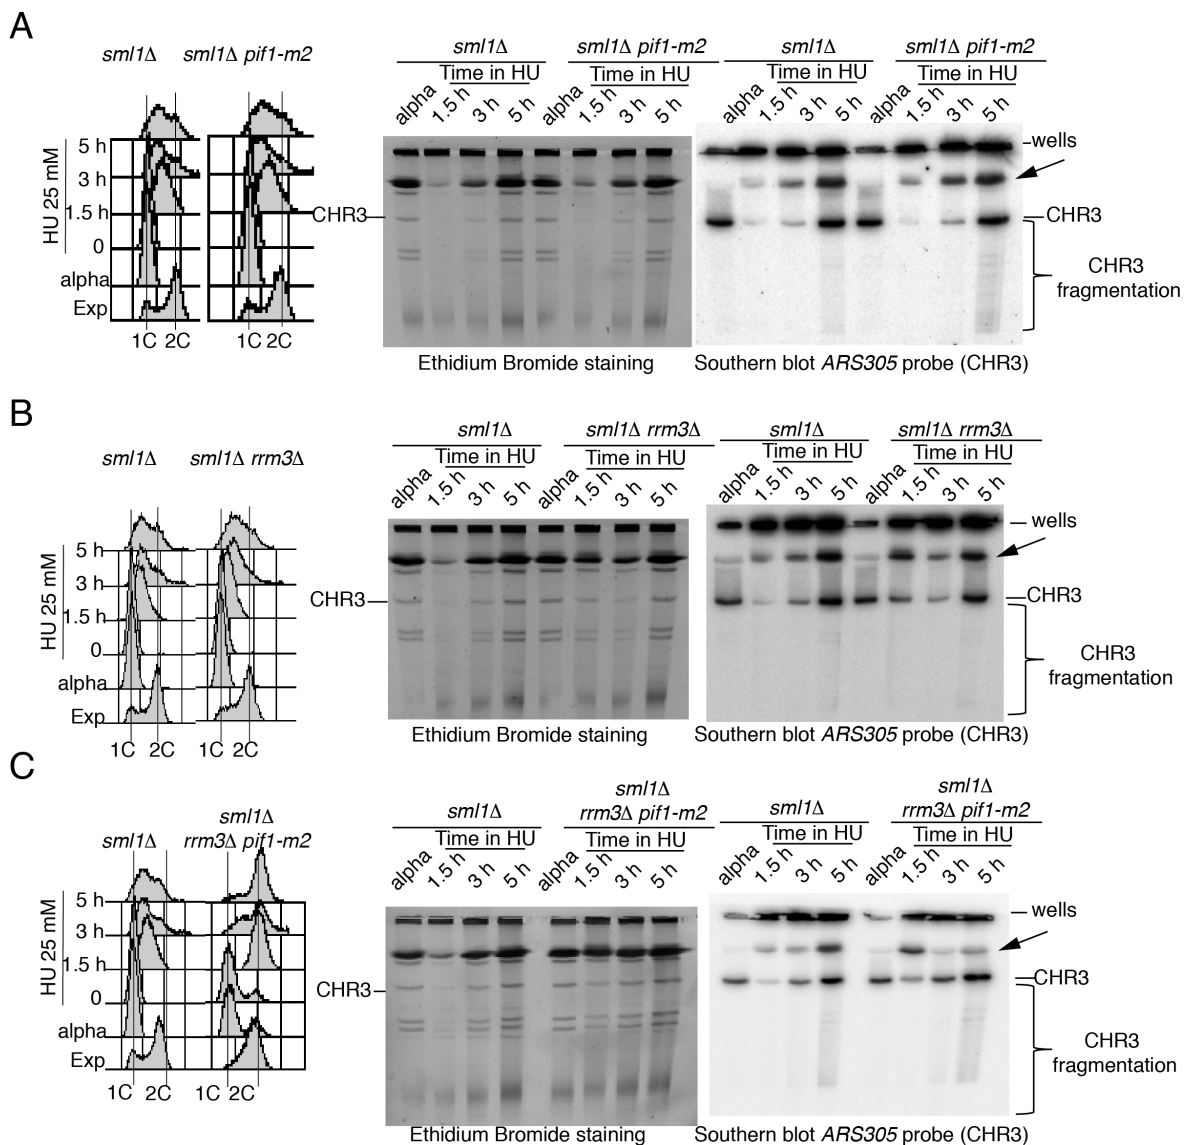 A
sml1Δ sml1Δ pif1-m2
HU 25 mM
5 h
3 h
1.5 h
0
alpha
Exp
1C 2C 1C 2C
sml1Δ sml1Δ pif1-m2 sml1Δ sml1Δ pif1-m2
Time in HU Time in HU Time in HU Time in HU
alpha 1.5 h 3 h 5 h alpha 1.5 h 3 h 5 h alpha 1.5 h 3 h 5 h alpha 1.5 h 3 h 5 h
wells
CHR3 CHR3
CHR3
fragmentation
Ethidium Bromide staining Southern blot ARS305 probe (CHR3)
B
sml1Δ sml1Δ rrm3Δ
HU 25 mM
5 h
3 h
1.5 h
0
alpha
Exp
1C 2C 1C 2C
sml1Δ sml1Δ rrm3Δ sml1Δ sml1Δ rrm3Δ
Time in HU Time in HU Time in HU Time in HU
alpha 1.5 h 3 h 5 h alpha 1.5 h 3 h 5 h alpha 1.5 h 3 h 5 h alpha 1.5 h 3 h 5 h
wells
CHR3 CHR3
CHR3
fragmentation
Ethidium Bromide staining Southern blot ARS305 probe (CHR3)
C
sml1Δ
sml1Δ rrm3Δ pif1-m2
HU 25 mM
5 h
3 h
1.5 h
0
alpha
Exp
1C 2C 1C 2C
sml1Δ sml1Δ
sml1Δ rrm3Δ pif1-m2 sml1Δ rrm3Δ pif1-m2
Time in HU Time in HU Time in HU Time in HU
alpha 1.5 h 3 h 5 h alpha 1.5 h 3 h 5 h alpha 1.5 h 3 h 5 h alpha 1.5 h 3 h 5 h
wells
CHR3 CHR3
CHR3
fragmentation
Ethidium Bromide staining Southern blot ARS305 probe (CHR3)